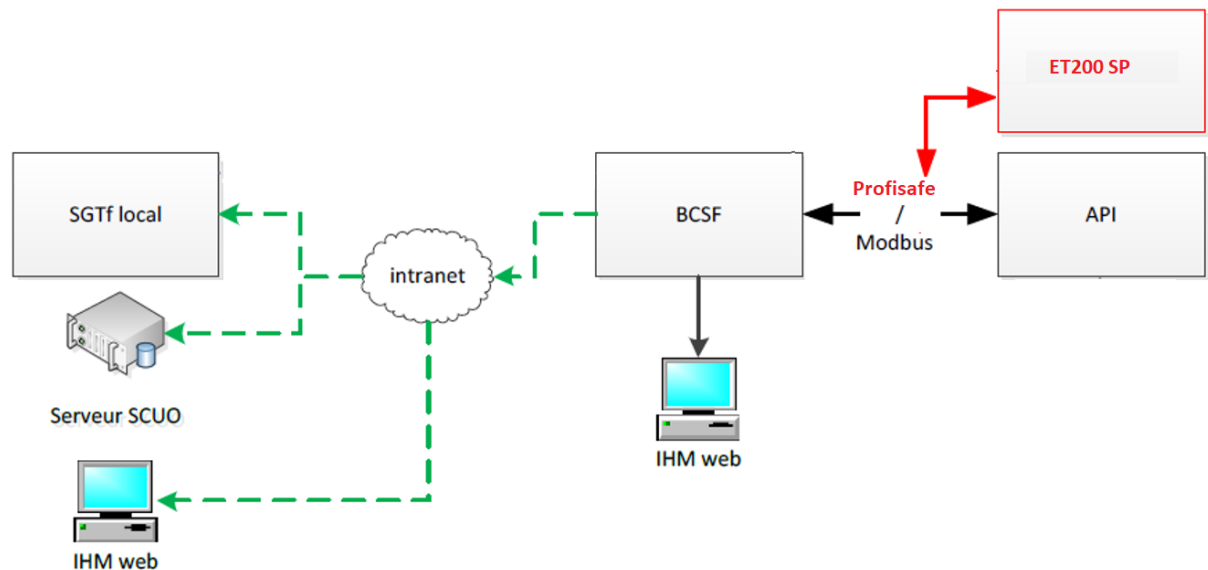 ET200 SP
SGTf local
BCSF
Profisafe
/
Modbus
API
intranet
Serveur SCUO
IHM web
IHM web